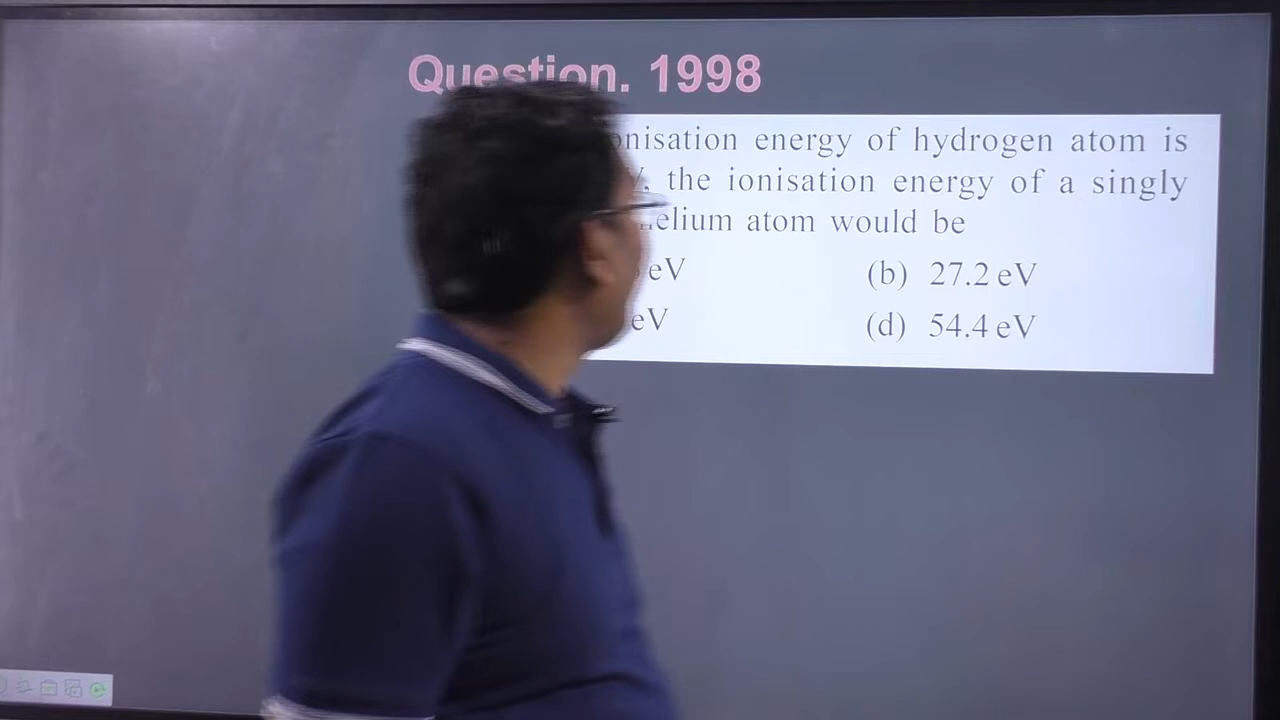 Question. 1998
onisation energy of hydrogen atom is
the ionisation energy of a singly
elium atom would be
eV (b) 27.2 eV
eV (d) 54.4 eV